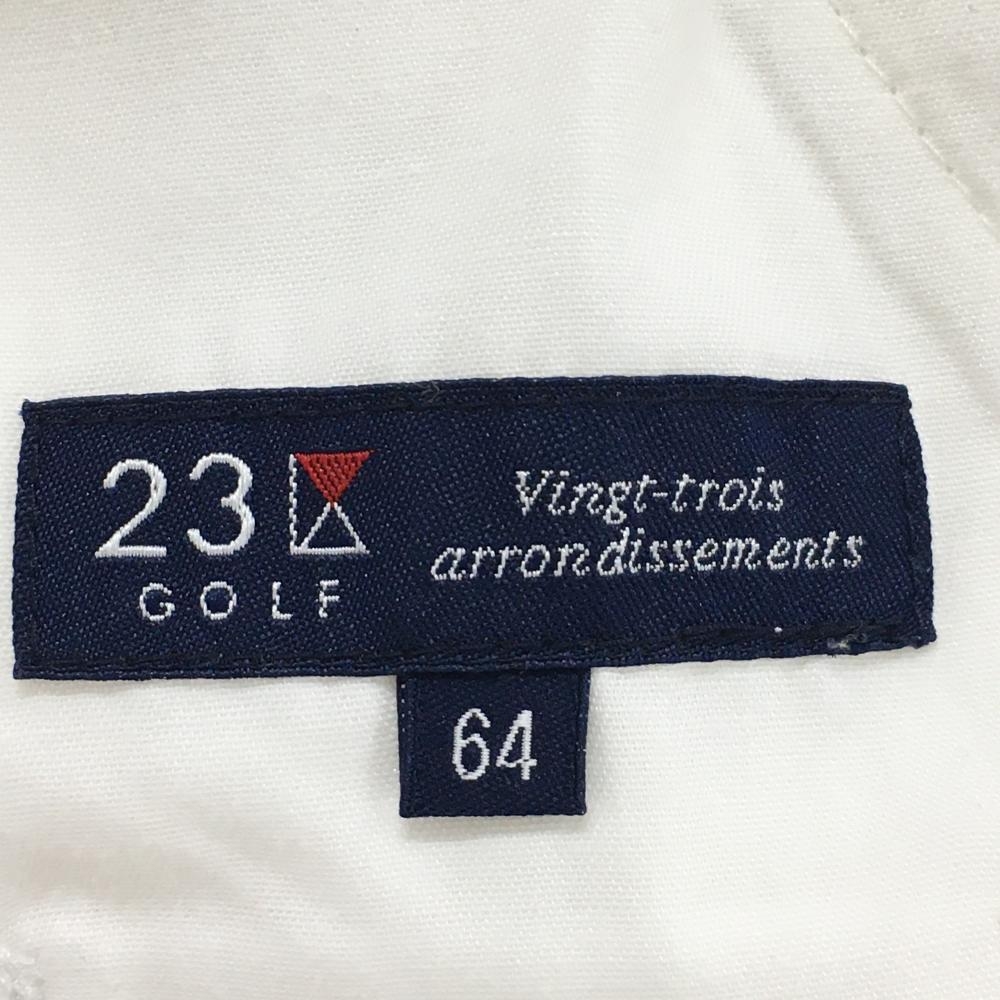 23
GOLF
Vingt-trois
arrondissements
64